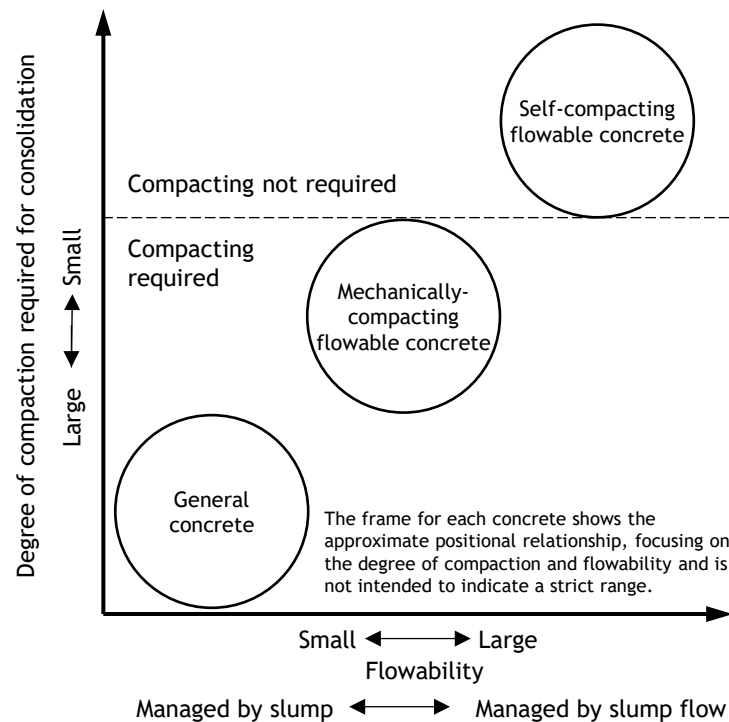 Degree of compaction required for consolidation
Large
Small
Self-compacting
flowable concrete
Compacting not required
Compacting
required
Mechanically-
compacting
flowable concrete
General
concrete
The frame for each concrete shows the
approximate positional relationship, focusing on
the degree of compaction and flowability and is
not intended to indicate a strict range.
Small
Large
Flowability
Managed by slump
Managed by slump flow